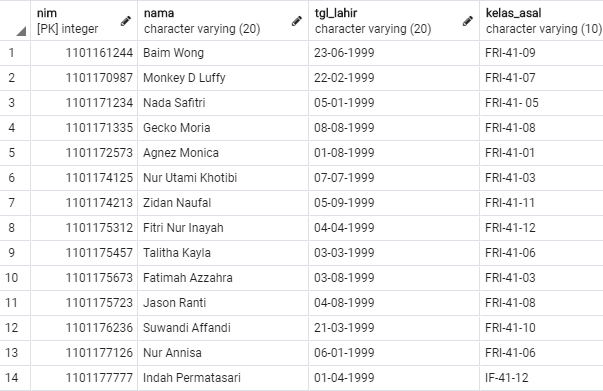 nim nama tgl_lahir kelas_asal
[PK] integer character varying (20) character varying (20) character varying (10)
1 1101161244 Baim Wong 23-06-1999 FRI-41-09
2 1101170987 Monkey D Luffy 22-02-1999 FRI-41-07
3 1101171234 Nada Safitri 05-01-1999 FRI-41- 05
4 1101171335 Gecko Moria 08-08-1999 FRI-41-08
5 1101172573 Agnez Monica 01-08-1999 FRI-41-01
6 1101174125 Nur Utami Khotibi 07-07-1999 FRI-41-03
7 1101174213 Zidan Naufal 05-09-1999 FRI-41-11
8 1101175312 Fitri Nur Inayah 04-04-1999 FRI-41-12
9 1101175457 Talitha Kayla 03-03-1999 FRI-41-06
10 1101175673 Fatimah Azzahra 03-08-1999 FRI-41-03
11 1101175723 Jason Ranti 04-08-1999 FRI-41-08
12 1101176236 Suwandi Affandi 21-03-1999 FRI-41-10
13 1101177126 Nur Annisa 06-01-1999 FRI-41-06
14 1101177777 Indah Permatasari 01-04-1999 IF-41-12